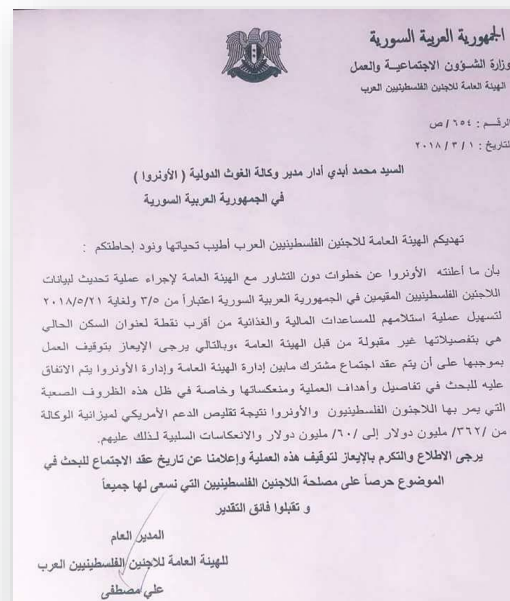 الجمهورية العربية السورية
وزارة الشؤون الاجتماعية والعمل
الهيئة العامة للاجئين الفلسطينيين العرب
الرقم : ٦٥٤ / ص
التاريخ : ١ / ٣ / ٢٠١٨
السيد محمد أبدي أدار مدير وكالة الغوث الدولية ( الأونروا )
في الجمهورية العربية السورية
تهديكم الهيئة العامة للاجئين الفلسطينيين العرب أطيب تحياتها ونود إحاطتكم :
بأن ما أعلنته الأونروا عن خطوات دون التشاور مع الهيئة العامة لإجراء عملية تحديث لبيانات
اللاجئين الفلسطينيين المقيمين في الجمهورية العربية السورية اعتباراً من ٣/٥ ولغاية ٢٠١٨/٥/٢١
لتسهيل عملية استلامهم للمساعدات المالية والغذائية من أقرب نقطة لعنوان السكن الحالي
هي بتفصيلاتها غير مقبولة من قبل الهيئة العامة ،وبالتالي يرجى الإيعاز بتوقيف العمل
بموجبها على أن يتم عقد اجتماع مشترك مابين إدارة الهيئة العامة وإدارة الأونروا يتم الاتفاق
عليه للبحث في تفاصيل وأهداف العملية ومنعكساتها وخاصة في ظل هذه الظروف الصعبة
التي يمر بها اللاجئون الفلسطينيون والأونروا نتيجة تقليص الدعم الأمريكي لميزانية الوكالة
من /٣٦٢/ مليون دولار إلى /٦٠/ مليون دولار والانعكاسات السلبية لذلك عليهم.
يرجى الاطلاع والتكرم بالإيعاز لتوقيف هذه العملية وإعلامنا عن تاريخ عقد الاجتماع للبحث في
الموضوع حرصاً على مصلحة اللاجئين الفلسطينيين التي نسعى لها جميعاً
و تقبلوا فائق التقدير
المدير العام
للهيئة العامة للاجئين الفلسطينيين العرب
علي مصطفى